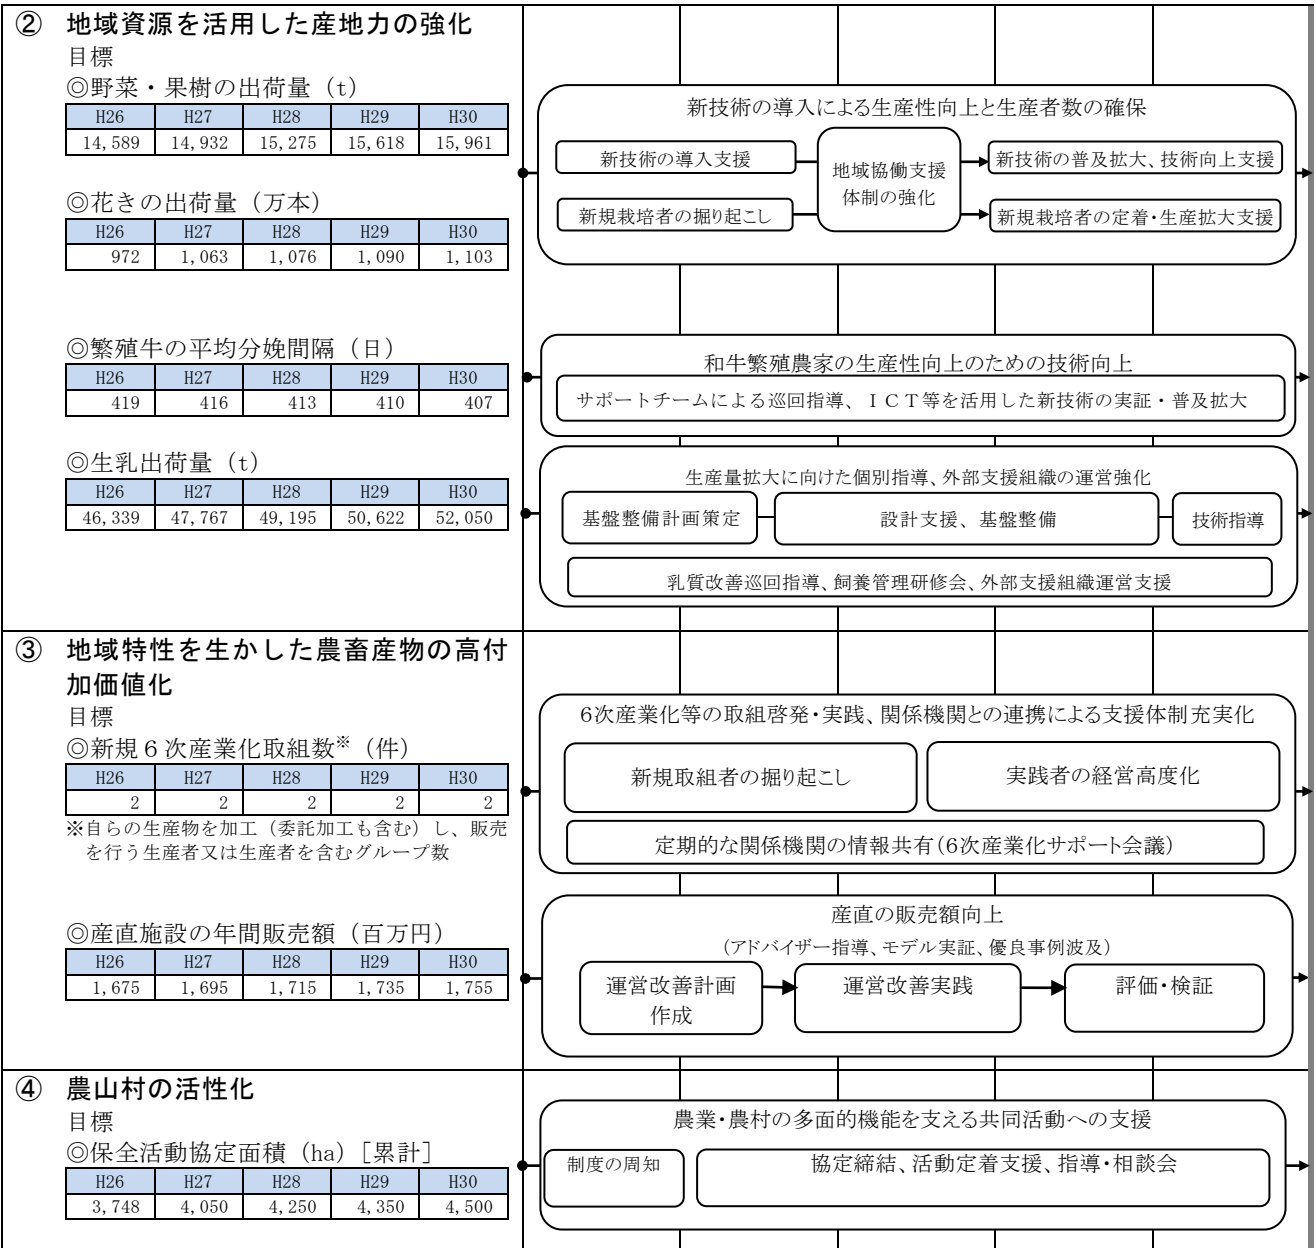 ② 地域資源を活用した産地力の強化
目標
◎野菜・果樹の出荷量（t）
H26 H27 H28 H29 H30
14,589 14,932 15,275 15,618 15,961
◎花きの出荷量（万本）
H26 H27 H28 H29 H30
972 1,063 1,076 1,090 1,103
◎繁殖牛の平均分娩間隔（日）
H26 H27 H28 H29 H30
419 416 413 410 407
◎生乳出荷量（t）
H26 H27 H28 H29 H30
46,339 47,767 49,195 50,622 52,050
新技術の導入による生産性向上と生産者数の確保
新技術の導入支援
新規栽培者の掘り起こし
地域協働支援
体制の強化
新技術の普及拡大、技術向上支援
新規栽培者の定着・生産拡大支援
和牛繁殖農家の生産性向上のための技術向上
サポートチームによる巡回指導、ＩＣＴ等を活用した新技術の実証・普及拡大
生産量拡大に向けた個別指導、外部支援組織の運営強化
基盤整備計画策定
設計支援、基盤整備
技術指導
乳質改善巡回指導、飼養管理研修会、外部支援組織運営支援
③ 地域特性を生かした農畜産物の高付
加価値化
目標
◎新規６次産業化取組数※（件）
H26 H27 H28 H29 H30
2 2 2 2 2
※自らの生産物を加工（委託加工も含む）し、販売
を行う生産者又は生産者を含むグループ数
◎産直施設の年間販売額（百万円）
H26 H27 H28 H29 H30
1,675 1,695 1,715 1,735 1,755
6次産業化等の取組啓発・実践、関係機関との連携による支援体制充実化
新規取組者の掘り起こし
実践者の経営高度化
定期的な関係機関の情報共有（6次産業化サポート会議）
産直の販売額向上
（アドバイザー指導、モデル実証、優良事例波及）
運営改善計画
作成
運営改善実践
評価・検証
④ 農山村の活性化
目標
◎保全活動協定面積（ha）［累計］
H26 H27 H28 H29 H30
3,748 4,050 4,250 4,350 4,500
農業・農村の多面的機能を支える共同活動への支援
制度の周知
協定締結、活動定着支援、指導・相談会